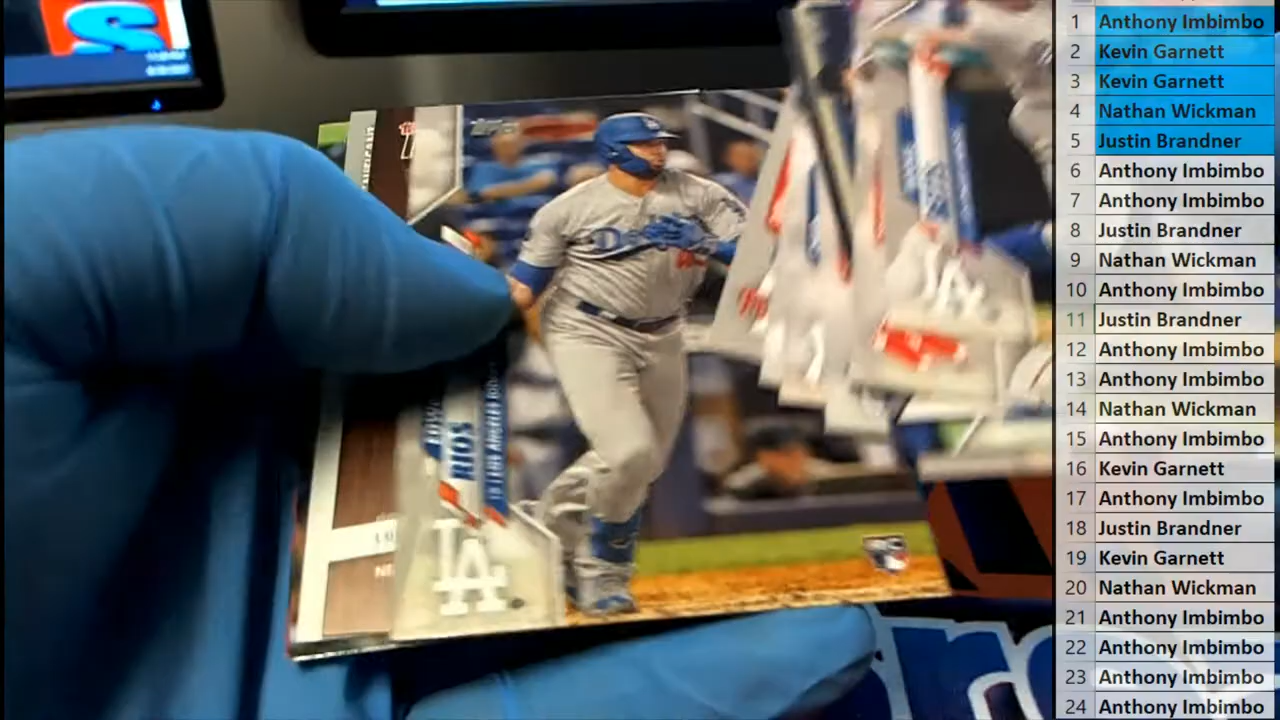 S
topps
Dodgers
RIOS
LOS ANGELES DODGERS
LA
RC
1 Anthony Imbimbo
2 Kevin Garnett
3 Kevin Garnett
4 Nathan Wickman
5 Justin Brandner
6 Anthony Imbimbo
7 Anthony Imbimbo
8 Justin Brandner
9 Nathan Wickman
10 Anthony Imbimbo
11 Justin Brandner
12 Anthony Imbimbo
13 Anthony Imbimbo
14 Nathan Wickman
15 Anthony Imbimbo
16 Kevin Garnett
17 Anthony Imbimbo
18 Justin Brandner
19 Kevin Garnett
20 Nathan Wickman
21 Anthony Imbimbo
22 Anthony Imbimbo
23 Anthony Imbimbo
24 Anthony Imbimbo